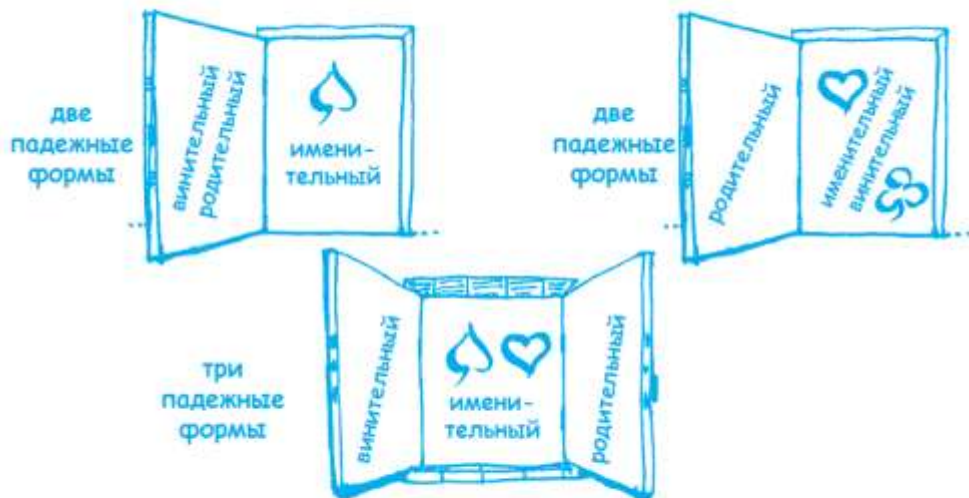 две
падежные
формы
винительный
родительный
имени-
тельный
две
падежные
формы
родительный
именительный
винительный
три
падежные
формы
винительный
имени-
тельный
родительный